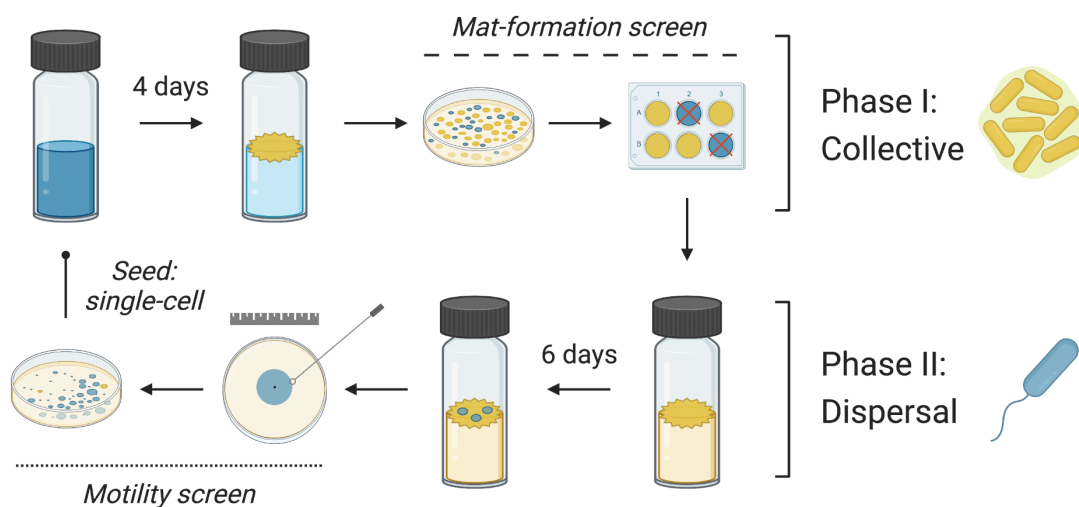 Mat-formation screen
4 days
1 2 3
A
B
Phase I:
Collective
Seed:
single-cell
6 days
Phase II:
Dispersal
Motility screen